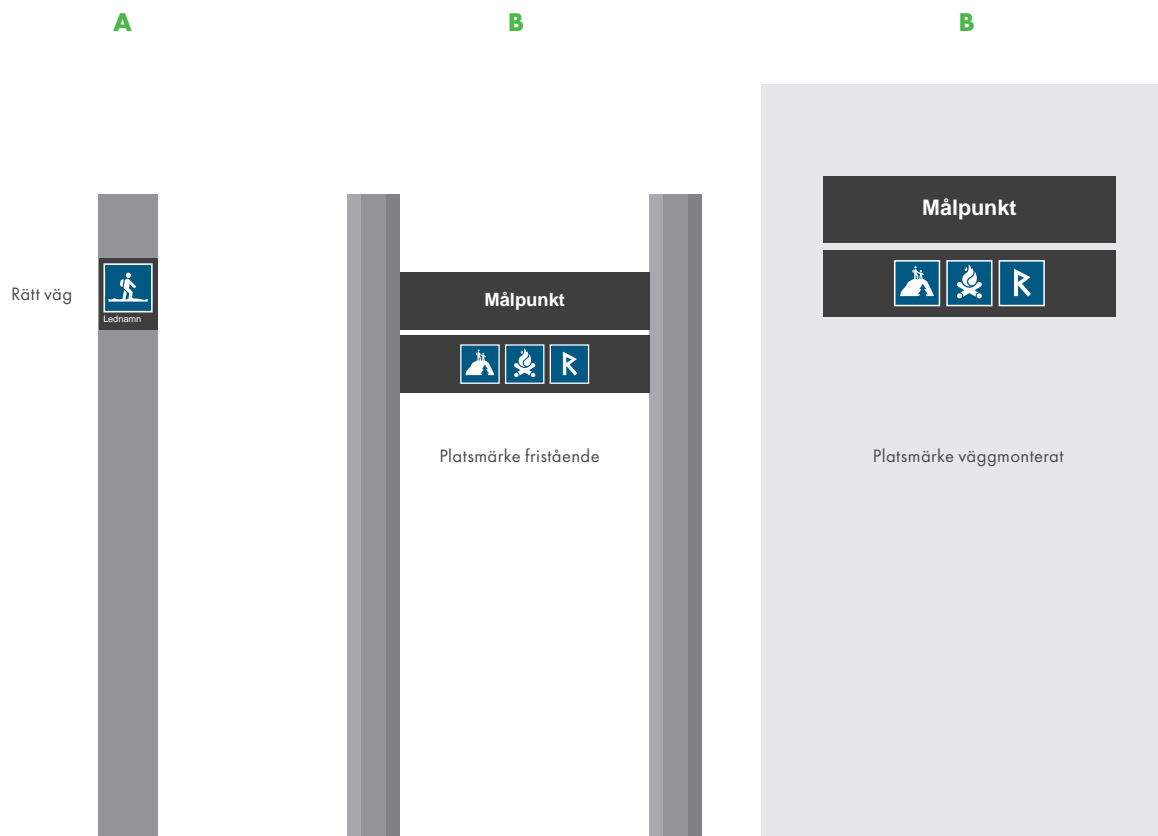 A
B
B
Målpunkt
Rätt väg
Målpunkt
Lednamn
Platsmärke fristående
Platsmärke väggmonterat